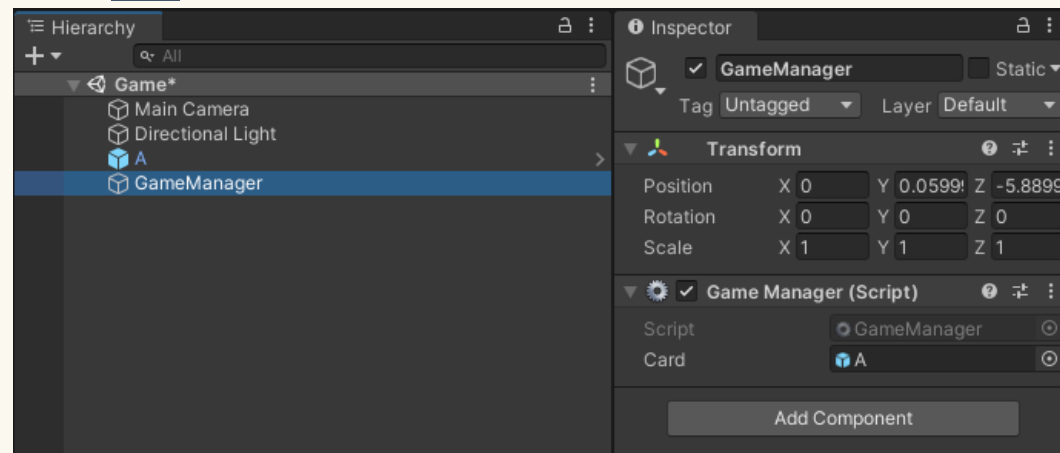 Hierarchy
All
Game*
Main Camera
Directional Light
A
GameManager
Inspector
GameManager
Static
Tag Untagged Layer Default
Transform
Position X 0 Y 0.0599 Z -5.8899
Rotation X 0 Y 0 Z 0
Scale X 1 Y 1 Z 1
Game Manager (Script)
Script GameManager
Card A
Add Component